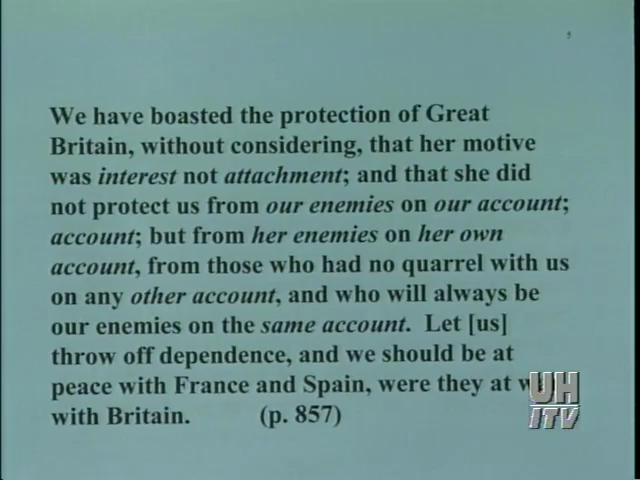 5
We have boasted the protection of Great
Britain, without considering, that her motive
was interest not attachment; and that she did
not protect us from our enemies on our account;
account; but from her enemies on her own
account, from those who had no quarrel with us
on any other account, and who will always be
our enemies on the same account. Let [us]
throw off dependence, and we should be at
peace with France and Spain, were they at
with Britain. (p. 857)
UH
ITV